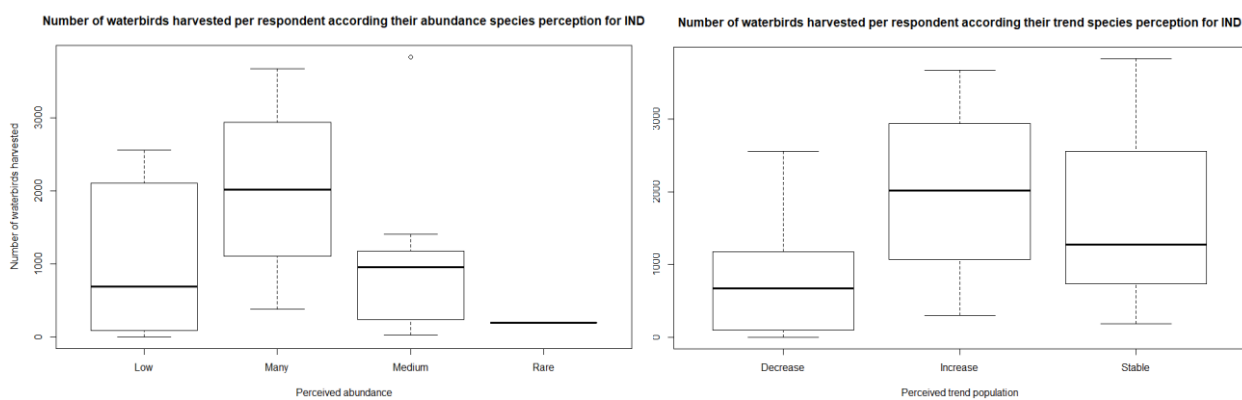 Number of waterbirds harvested per respondent according their abundance species perception for IND
Number of waterbirds harvested
3000
2000
1000
0
Low Many Medium Rare
Perceived abundance
Number of waterbirds harvested per respondent according their trend species perception for IND
3000
2000
1000
0
Decrease Increase Stable
Perceived trend population